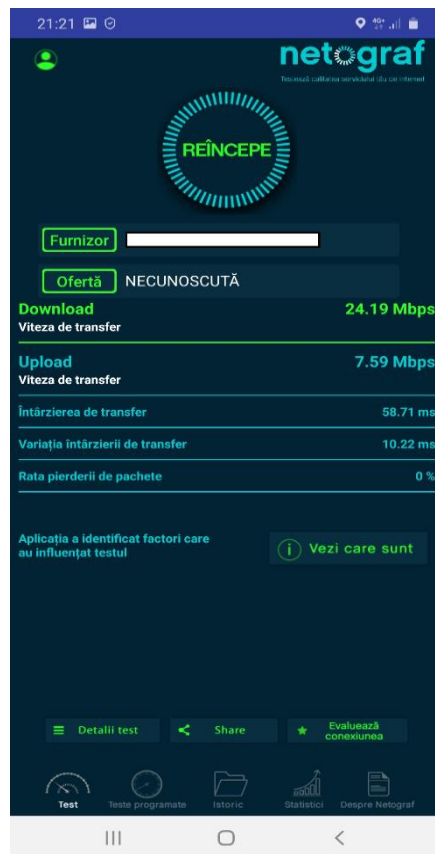 21:21
4G+
netograf
Testează calitatea serviciului tău de internet
REÎNCEPE
Furnizor
Ofertă NECUNOSCUTĂ
Download 24.19 Mbps
Viteza de transfer
Upload 7.59 Mbps
Viteza de transfer
Întârzierea de transfer 58.71 ms
Variația întârzierii de transfer 10.22 ms
Rata pierderii de pachete 0 %
Aplicația a identificat factori care
au influențat testul
i Vezi care sunt
Detalii test
Share
Evaluează
conexiunea
Test
Teste programate
Istoric
Statistici
Despre Netograf